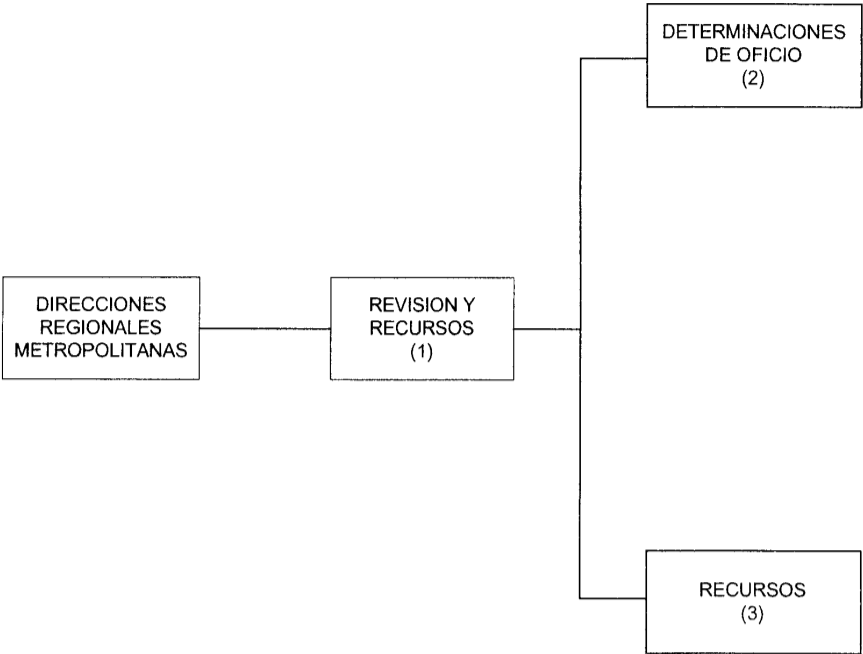 DETERMINACIONES
DE OFICIO
(2)
DIRECCIONES
REGIONALES
METROPOLITANAS
REVISION Y
RECURSOS
(1)
RECURSOS
(3)